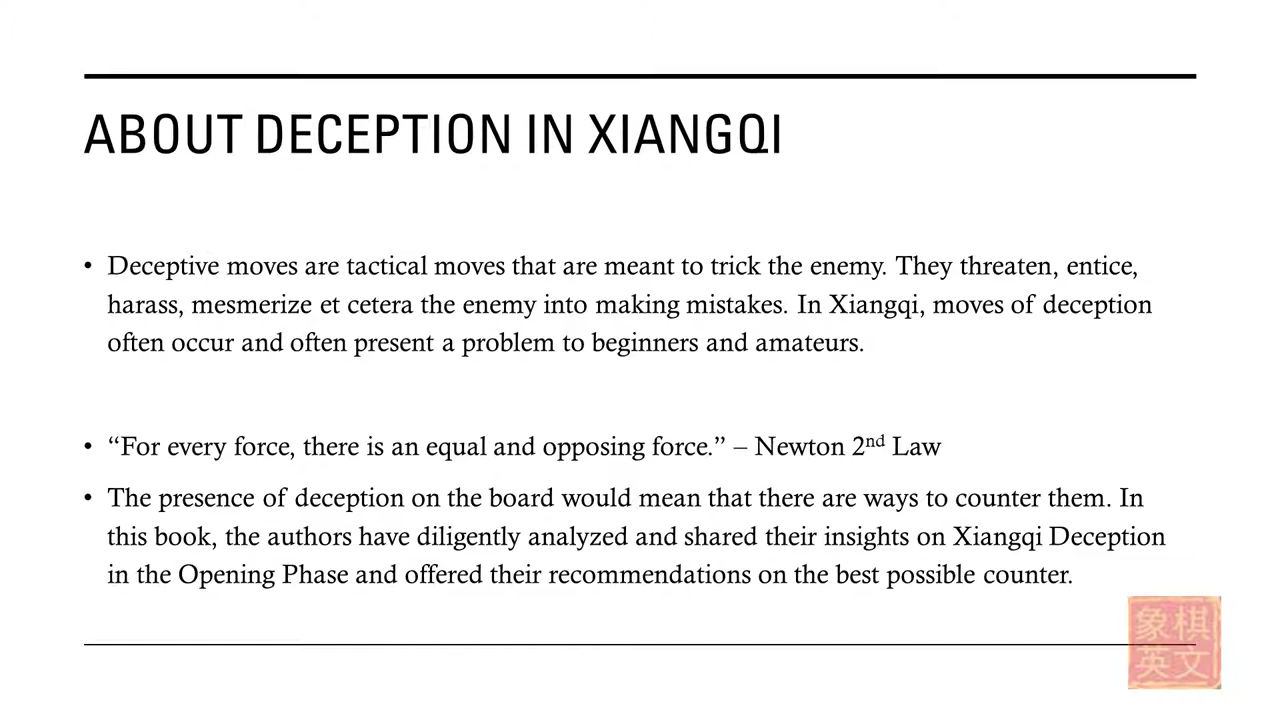 ABOUT DECEPTION IN XIANGQI
• Deceptive moves are tactical moves that are meant to trick the enemy. They threaten, entice,
harass, mesmerize et cetera the enemy into making mistakes. In Xiangqi, moves of deception
often occur and often present a problem to beginners and amateurs.
• “For every force, there is an equal and opposing force.” – Newton 2nd Law
• The presence of deception on the board would mean that there are ways to counter them. In
this book, the authors have diligently analyzed and shared their insights on Xiangqi Deception
in the Opening Phase and offered their recommendations on the best possible counter.
象棋
英文